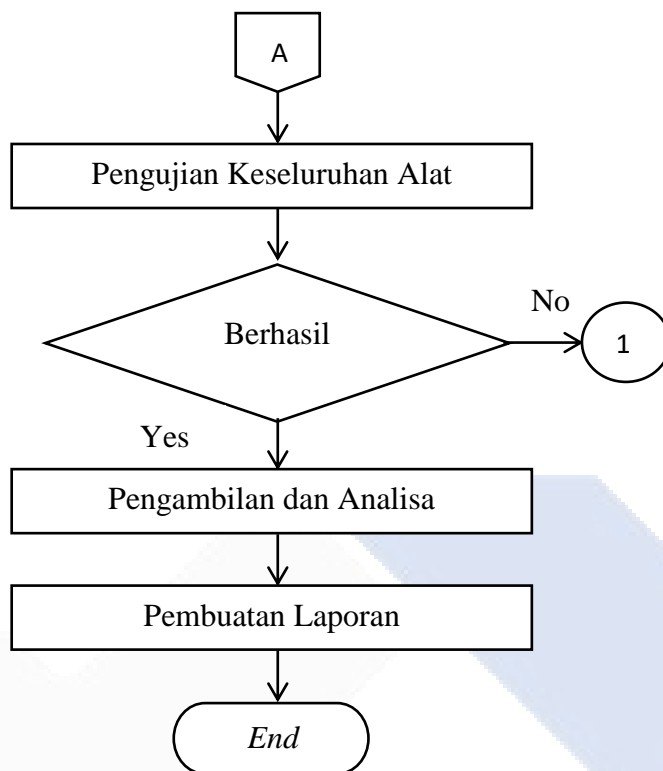 A
Pengujian Keseluruhan Alat
Berhasil
No
1
Yes
Pengambilan dan Analisa
Pembuatan Laporan
End